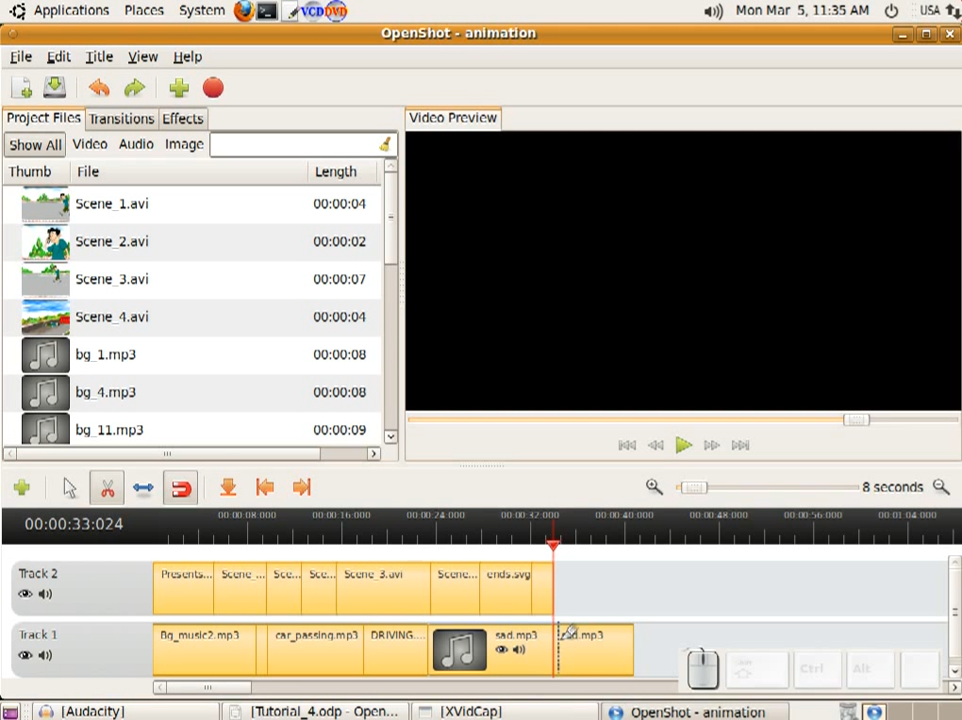 Applications Places System VCD DVD Mon Mar 5, 11:35 AM USA
OpenShot - animation
File Edit Title View Help
Project Files Transitions Effects Video Preview
Show All Video Audio Image
Thumb File Length
Scene_1.avi 00:00:04
Scene_2.avi 00:00:02
Scene_3.avi 00:00:07
Scene_4.avi 00:00:04
bg_1.mp3 00:00:08
bg_4.mp3 00:00:08
bg_11.mp3 00:00:09
8 seconds
00:00:33:024 00:00:08:000 00:00:16:000 00:00:24:000 00:00:32:000 00:00:40:000 00:00:48:000 00:00:56:000 00:01:04:000
Track 2 Presents... Scene_... Sce... Sce... Scene_3.avi Scene... ends.svg
Track 1 Bg_music2.mp3 car_passing.mp3 DRIVING.... sad.mp3
Ctrl Alt
[Audacity] [Tutorial_4.odp - Open... [XVidCap] OpenShot - animation